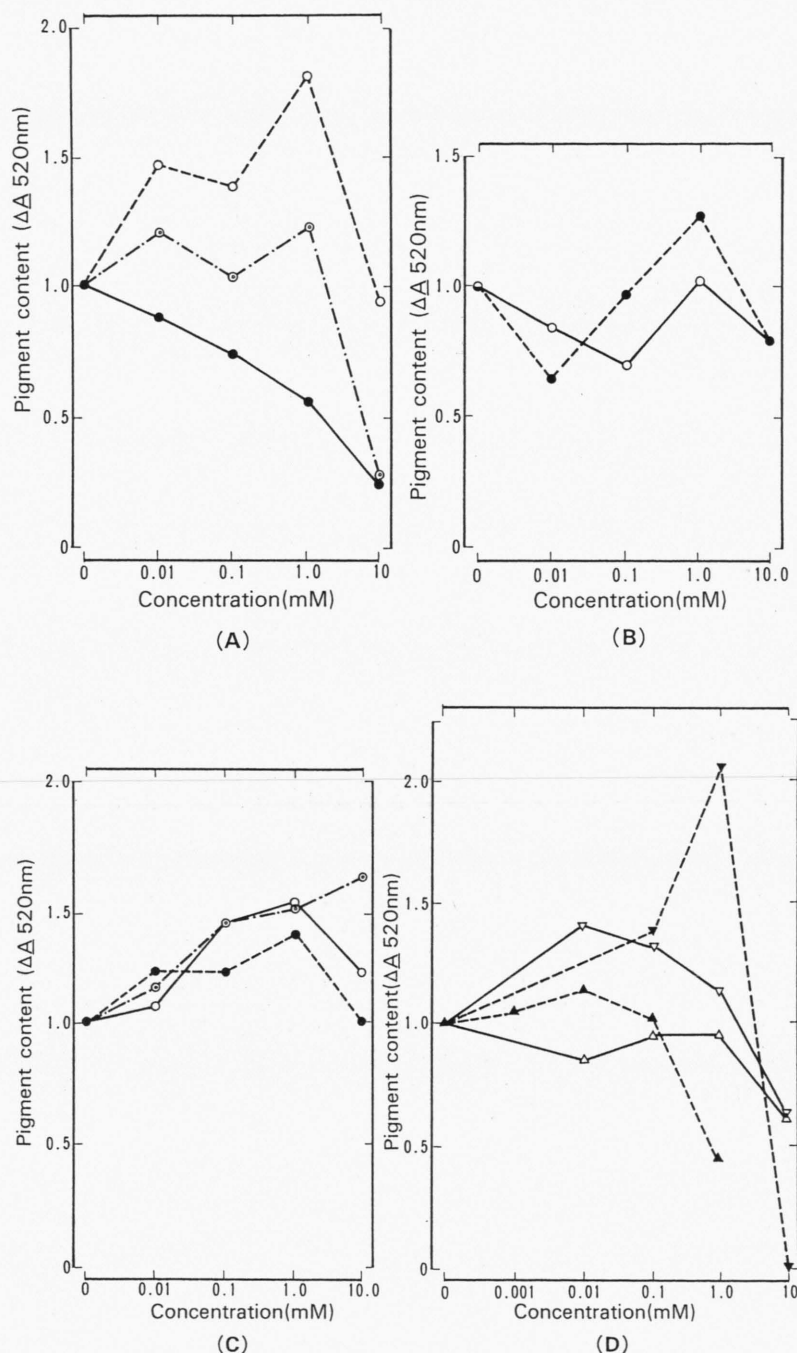 2.0
1.5
1.0
0.5
0
Pigment content (ΔA 520nm)
0 0.01 0.1 1.0 10
Concentration(mM)
(A)
1.5
1.0
0.5
0
Pigment content (ΔA 520nm)
0 0.01 0.1 1.0 10.0
Concentration(mM)
(B)
2.0
1.5
1.0
0.5
0
Pigment content (ΔA 520nm)
0 0.01 0.1 1.0 10.0
Concentration(mM)
(C)
2.0
1.5
1.0
0.5
0
Pigment content(ΔA 520nm)
0 0.001 0.01 0.1 1.0 10
Concentration(mM)
(D)